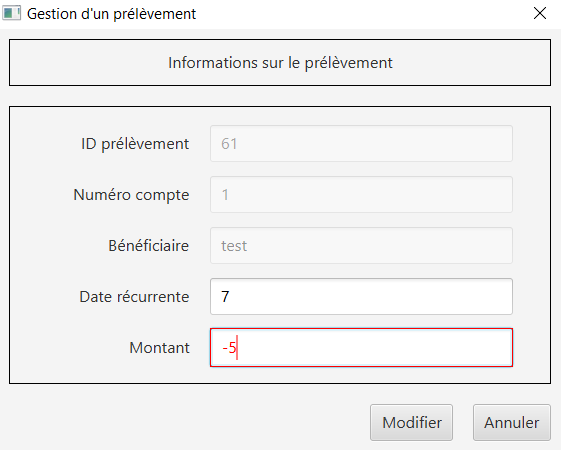 Gestion d'un prélèvement
Informations sur le prélèvement
ID prélèvement 61
Numéro compte 1
Bénéficiaire test
Date récurrente 7
Montant -5
Modifier Annuler